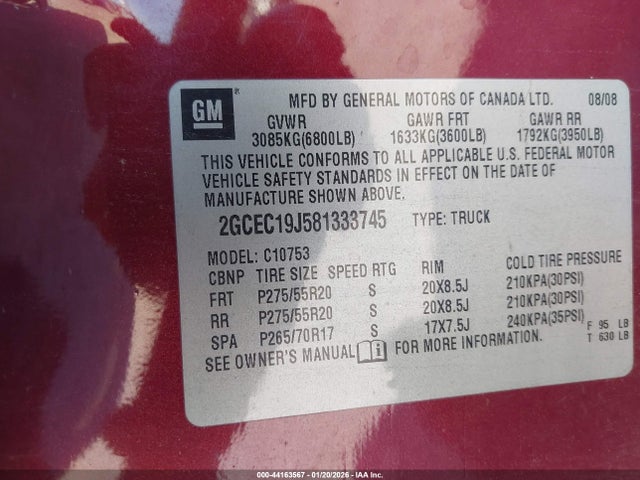 GM
MFD BY GENERAL MOTORS OF CANADA LTD. 08/08
GVWR GAWR FRT GAWR RR
3085KG(6800LB) 1633KG(3600LB) 1792KG(3950LB)
THIS VEHICLE CONFORMS TO ALL APPLICABLE U.S. FEDERAL MOTOR
VEHICLE SAFETY STANDARDS IN EFFECT ON THE DATE OF
MANUFACTURE SHOWN ABOVE.
2GCEC19J581333745 TYPE: TRUCK
MODEL: C10753
CBNP TIRE SIZE SPEED RTG RIM COLD TIRE PRESSURE
FRT P275/55R20 S 20X8.5J 210KPA(30PSI)
RR P275/55R20 S 20X8.5J 210KPA(30PSI)
SPA P265/70R17 S 17X7.5J 240KPA(35PSI)
F 95 LB
T 630 LB
SEE OWNER'S MANUAL FOR MORE INFORMATION.
000-44163567 - 01/20/2026 - IAA Inc.